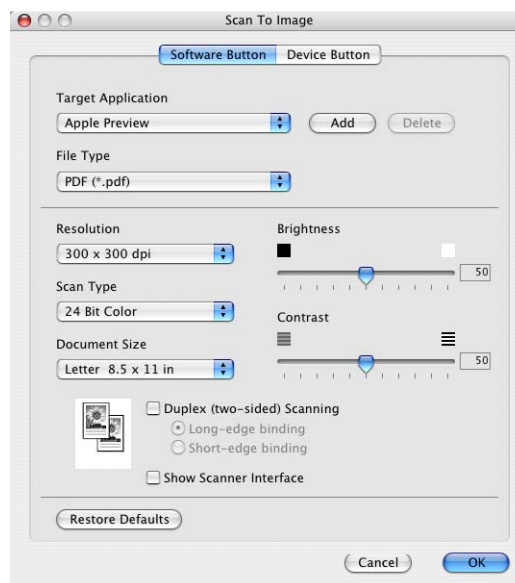 Scan To Image
Software Button Device Button
Target Application
Apple Preview Add Delete
File Type
PDF (*.pdf)
Resolution Brightness
300 x 300 dpi
50
Scan Type
24 Bit Color
Contrast
Document Size
50
Letter 8.5 x 11 in
Duplex (two-sided) Scanning
Long-edge binding
Short-edge binding
Show Scanner Interface
Restore Defaults
Cancel OK